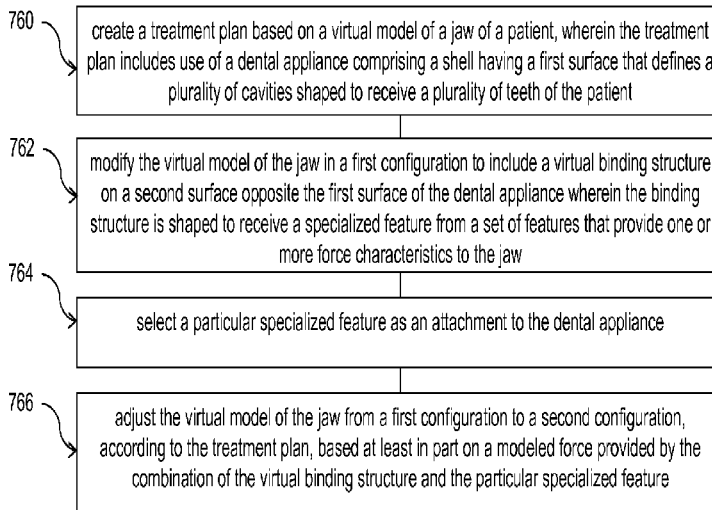 760
create a treatment plan based on a virtual model of a jaw of a patient, wherein the treatment
plan includes use of a dental appliance comprising a shell having a first surface that defines a
plurality of cavities shaped to receive a plurality of teeth of the patient
762
modify the virtual model of the jaw in a first configuration to include a virtual binding structure
on a second surface opposite the first surface of the dental appliance wherein the binding
structure is shaped to receive a specialized feature from a set of features that provide one or
more force characteristics to the jaw
764
select a particular specialized feature as an attachment to the dental appliance
766
adjust the virtual model of the jaw from a first configuration to a second configuration,
according to the treatment plan, based at least in part on a modeled force provided by the
combination of the virtual binding structure and the particular specialized feature